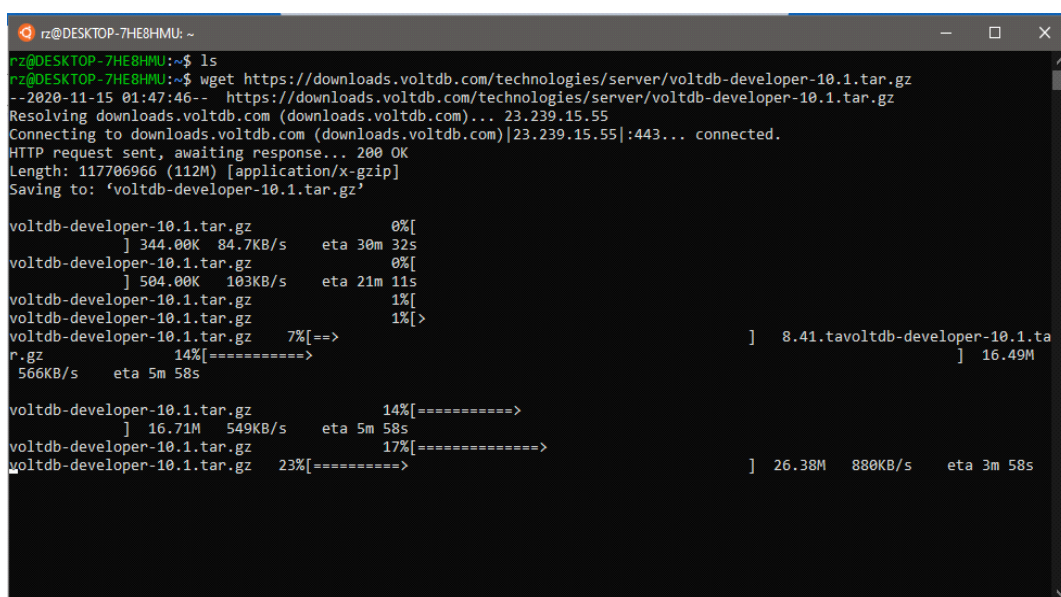 rz@DESKTOP-7HE8HMU: ~
rz@DESKTOP-7HE8HMU:~$ ls
rz@DESKTOP-7HE8HMU:~$ wget https://downloads.voltdb.com/technologies/server/voltdb-developer-10.1.tar.gz
--2020-11-15 01:47:46--  https://downloads.voltdb.com/technologies/server/voltdb-developer-10.1.tar.gz
Resolving downloads.voltdb.com (downloads.voltdb.com)... 23.239.15.55
Connecting to downloads.voltdb.com (downloads.voltdb.com)|23.239.15.55|:443... connected.
HTTP request sent, awaiting response... 200 OK
Length: 117706966 (112M) [application/x-gzip]
Saving to: ‘voltdb-developer-10.1.tar.gz’
voltdb-developer-10.1.tar.gz                 0%[
] 344.00K  84.7KB/s    eta 30m 32s
voltdb-developer-10.1.tar.gz                 0%[
] 504.00K   103KB/s    eta 21m 11s
voltdb-developer-10.1.tar.gz                 1%[
voltdb-developer-10.1.tar.gz                 1%[>
voltdb-developer-10.1.tar.gz   7%[==>                                                  ]   8.41.tavoltdb-developer-10.1.ta
r.gz                14%[===========>                                                  ]  16.49M
566KB/s    eta 5m 58s
voltdb-developer-10.1.tar.gz                14%[===========>
]  16.71M   549KB/s    eta 5m 58s
voltdb-developer-10.1.tar.gz                17%[==============>
voltdb-developer-10.1.tar.gz   23%[==========>                                         ]  26.38M   880KB/s    eta 3m 58s